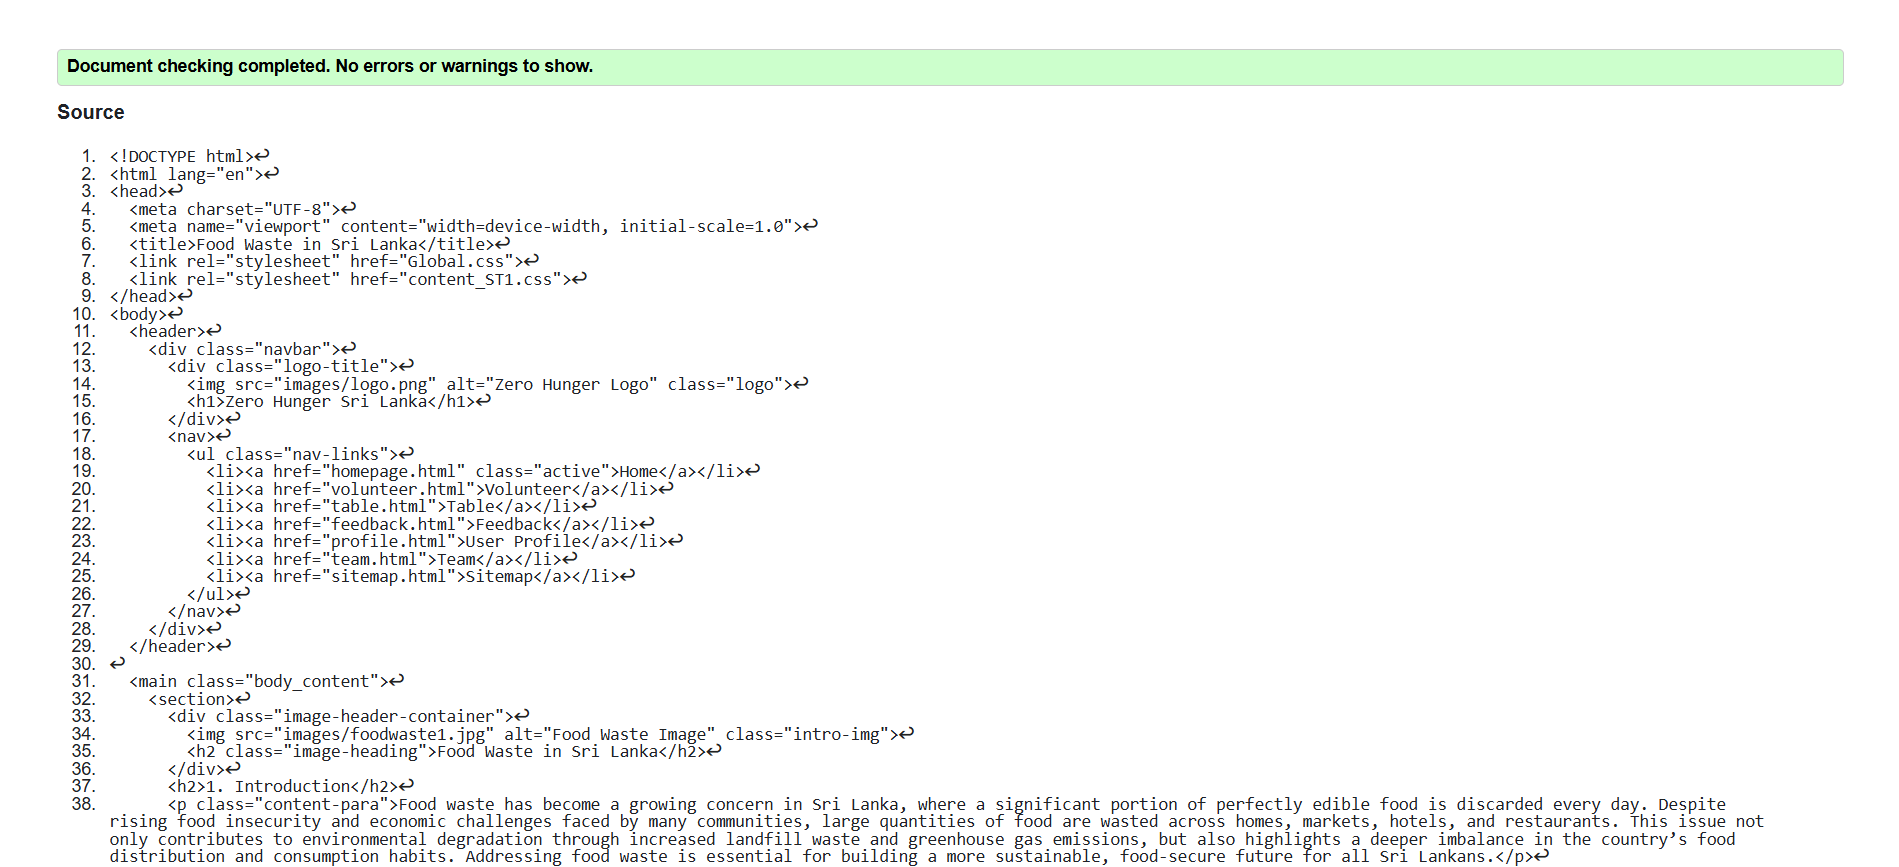 Document checking completed. No errors or warnings to show.
Source
1. <!DOCTYPE html>↩
2. <html lang="en">↩
3. <head>↩
4.   <meta charset="UTF-8">↩
5.   <meta name="viewport" content="width=device-width, initial-scale=1.0">↩
6.   <title>Food Waste in Sri Lanka</title>↩
7.   <link rel="stylesheet" href="Global.css">↩
8.   <link rel="stylesheet" href="content_ST1.css">↩
9. </head>↩
10. <body>↩
11.   <header>↩
12.     <div class="navbar">↩
13.       <div class="logo-title">↩
14.         <img src="images/logo.png" alt="Zero Hunger Logo" class="logo">↩
15.         <h1>Zero Hunger Sri Lanka</h1>↩
16.       </div>↩
17.       <nav>↩
18.         <ul class="nav-links">↩
19.           <li><a href="homepage.html" class="active">Home</a></li>↩
20.           <li><a href="volunteer.html">Volunteer</a></li>↩
21.           <li><a href="table.html">Table</a></li>↩
22.           <li><a href="feedback.html">Feedback</a></li>↩
23.           <li><a href="profile.html">User Profile</a></li>↩
24.           <li><a href="team.html">Team</a></li>↩
25.           <li><a href="sitemap.html">Sitemap</a></li>↩
26.         </ul>↩
27.       </nav>↩
28.     </div>↩
29.   </header>↩
30. ↩
31.   <main class="body_content">↩
32.     <section>↩
33.       <div class="image-header-container">↩
34.         <img src="images/foodwaste1.jpg" alt="Food Waste Image" class="intro-img">↩
35.         <h2 class="image-heading">Food Waste in Sri Lanka</h2>↩
36.       </div>↩
37.       <h2>1. Introduction</h2>↩
38.       <p class="content-para">Food waste has become a growing concern in Sri Lanka, where a significant portion of perfectly edible food is discarded every day. Despite
rising food insecurity and economic challenges faced by many communities, large quantities of food are wasted across homes, markets, hotels, and restaurants. This issue not
only contributes to environmental degradation through increased landfill waste and greenhouse gas emissions, but also highlights a deeper imbalance in the country’s food
distribution and consumption habits. Addressing food waste is essential for building a more sustainable, food-secure future for all Sri Lankans.</p>↩